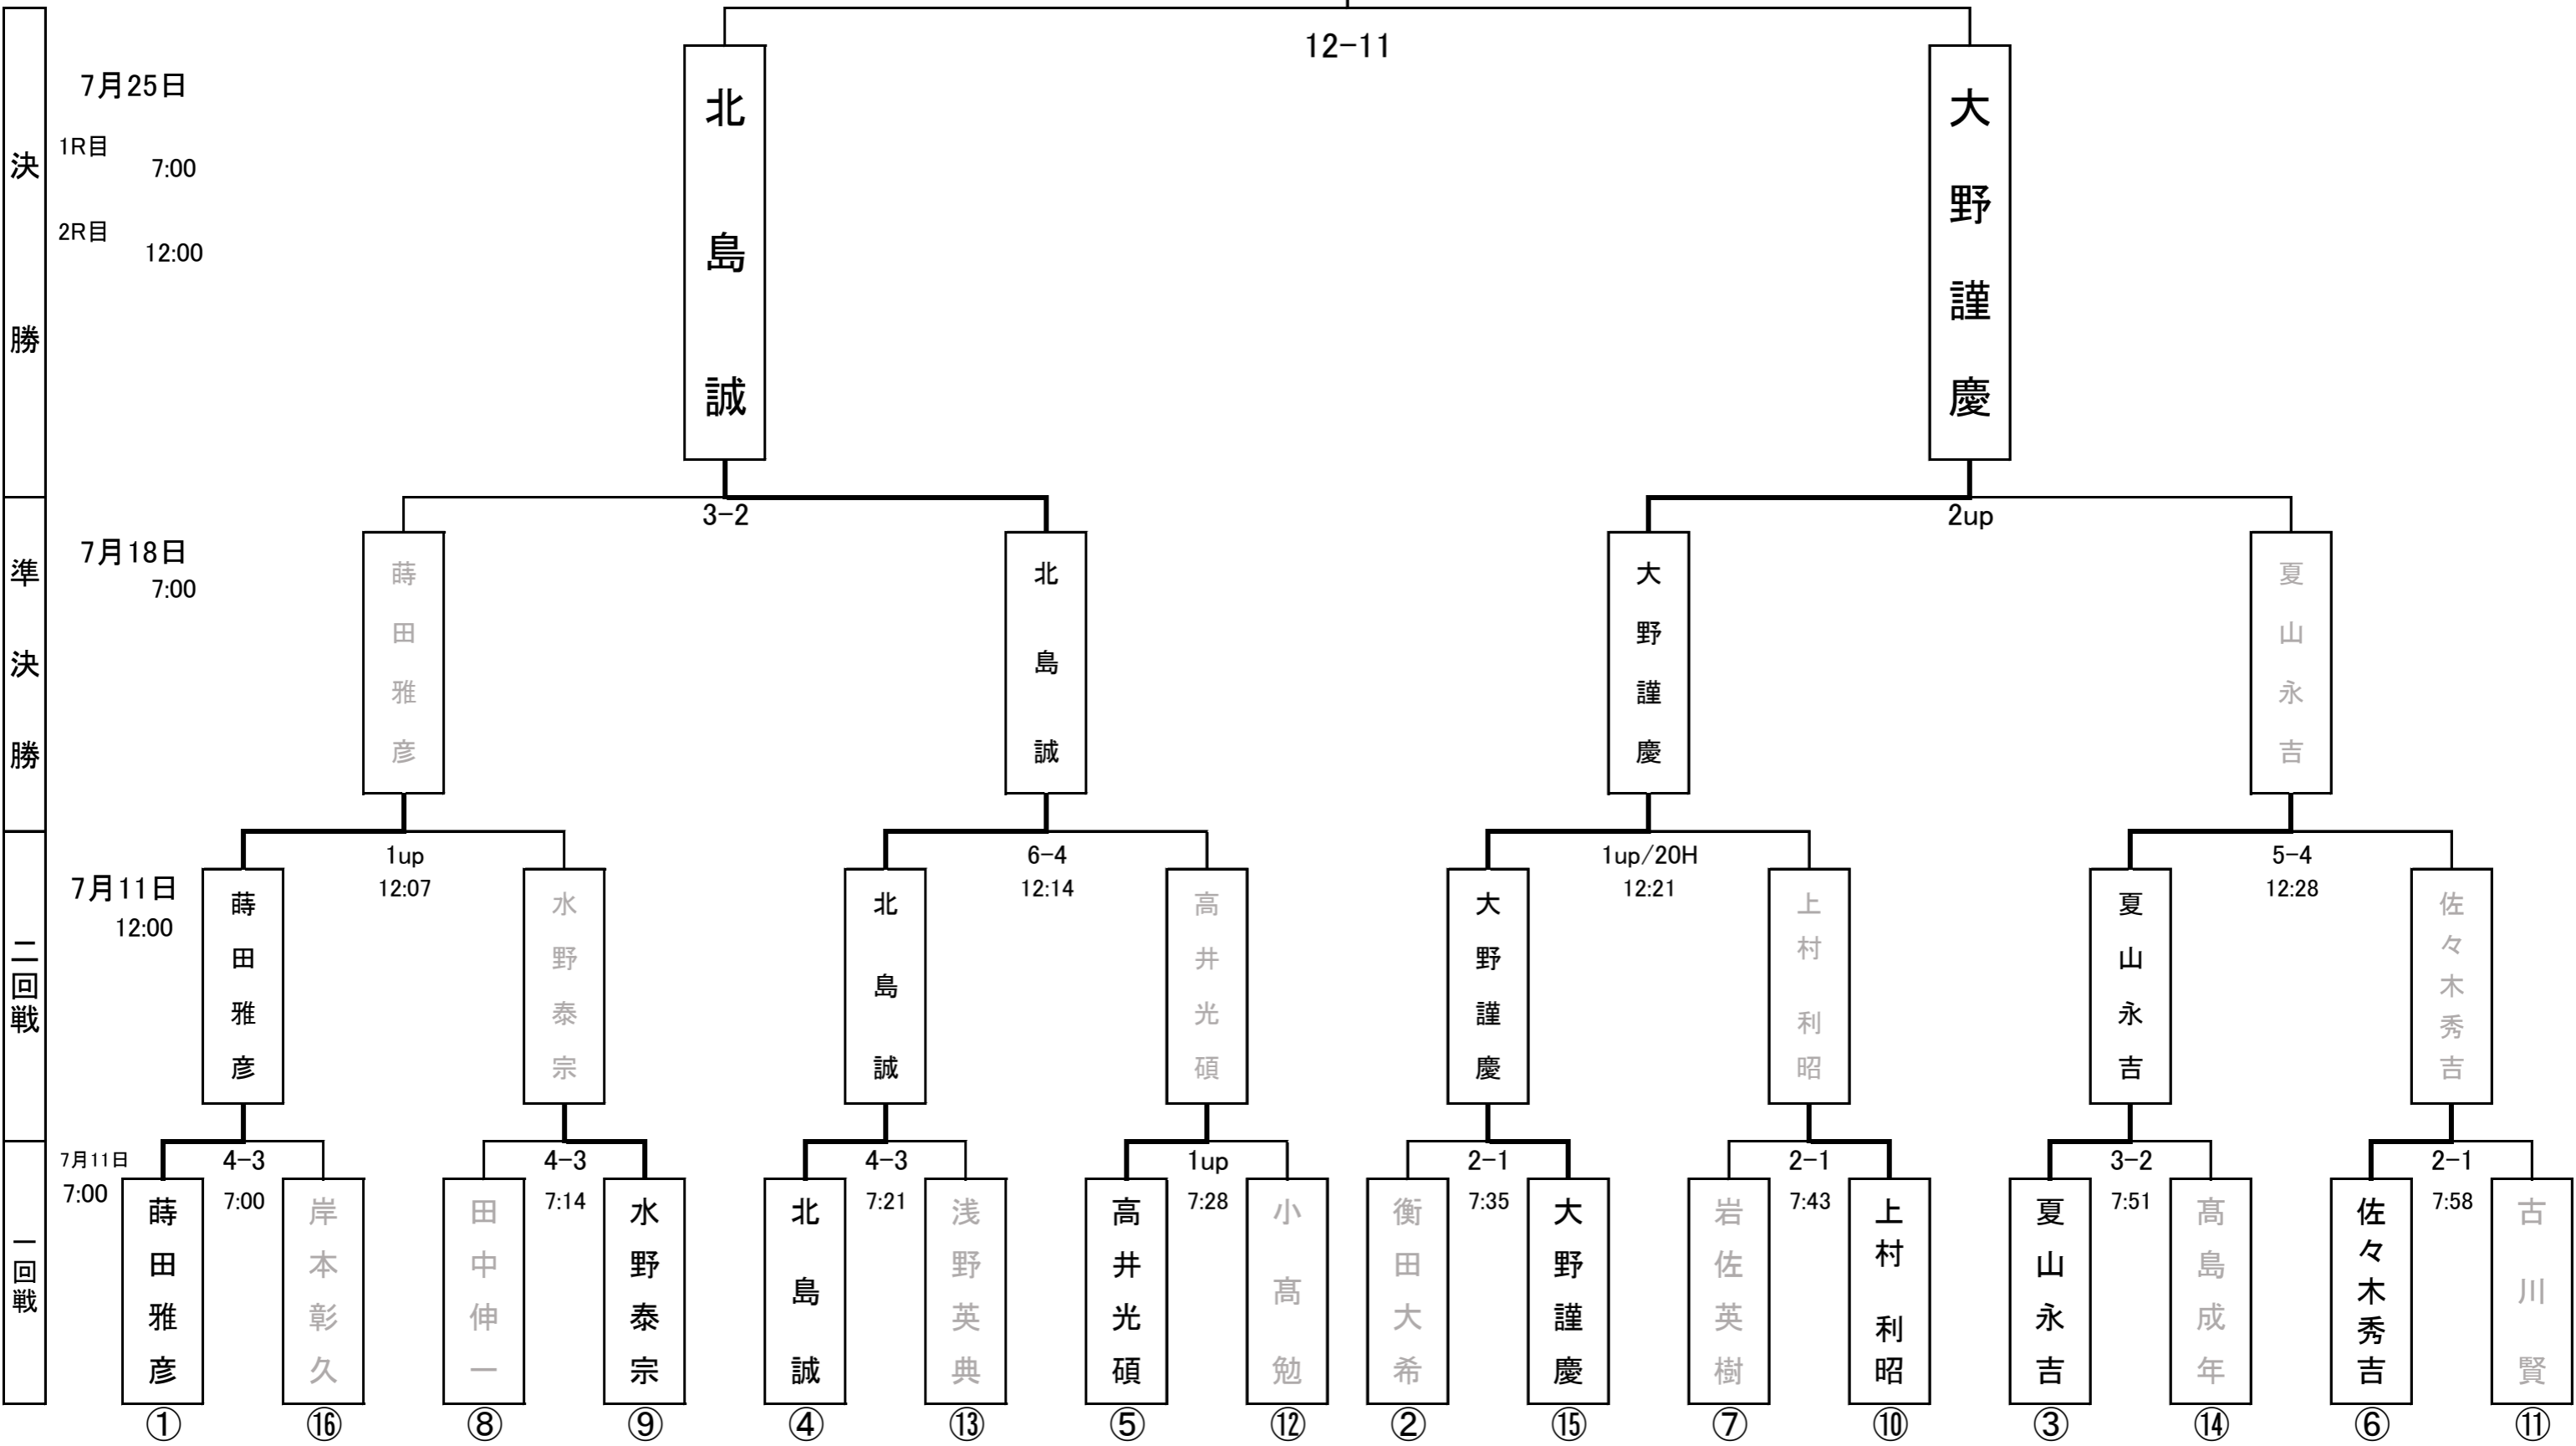 12-11
決勝
7月25日
1R目
7:00
2R目
12:00
北島誠
大野謹慶
3-2
2up
準決勝
7月18日
7:00
蒔田雅彦
北島誠
大野謹慶
夏山永吉
1up
12:07
6-4
12:14
1up/20H
12:21
5-4
12:28
二回戦
7月11日
12:00
蒔田雅彦
水野泰宗
北島誠
高井光碩
大野謹慶
上村利昭
夏山永吉
佐々木秀吉
一回戦
7月11日
7:00
4-3
7:00
4-3
7:14
4-3
7:21
1up
7:28
2-1
7:35
2-1
7:43
3-2
7:51
2-1
7:58
蒔田雅彦
岸本彰久
田中伸一
水野泰宗
北島誠
浅野英典
高井光碩
小髙勉
衡田大希
大野謹慶
岩佐英樹
上村利昭
夏山永吉
髙島成年
佐々木秀吉
古川賢
① ⑯ ⑧ ⑨ ④ ⑬ ⑤ ⑫ ② ⑮ ⑦ ⑩ ③ ⑭ ⑥ ⑪